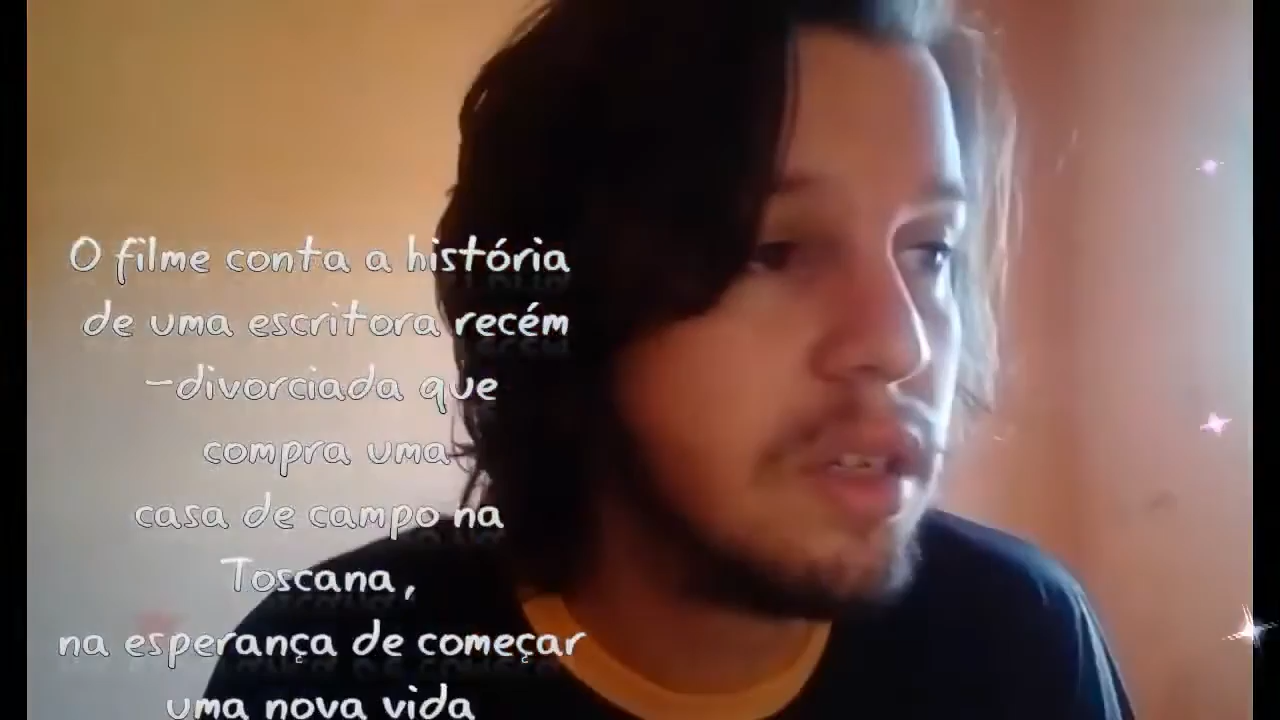 O filme conta a história
de uma escritora recém
-divorciada que
compra uma
casa de campo na
Toscana,
na esperança de começar
uma nova vida